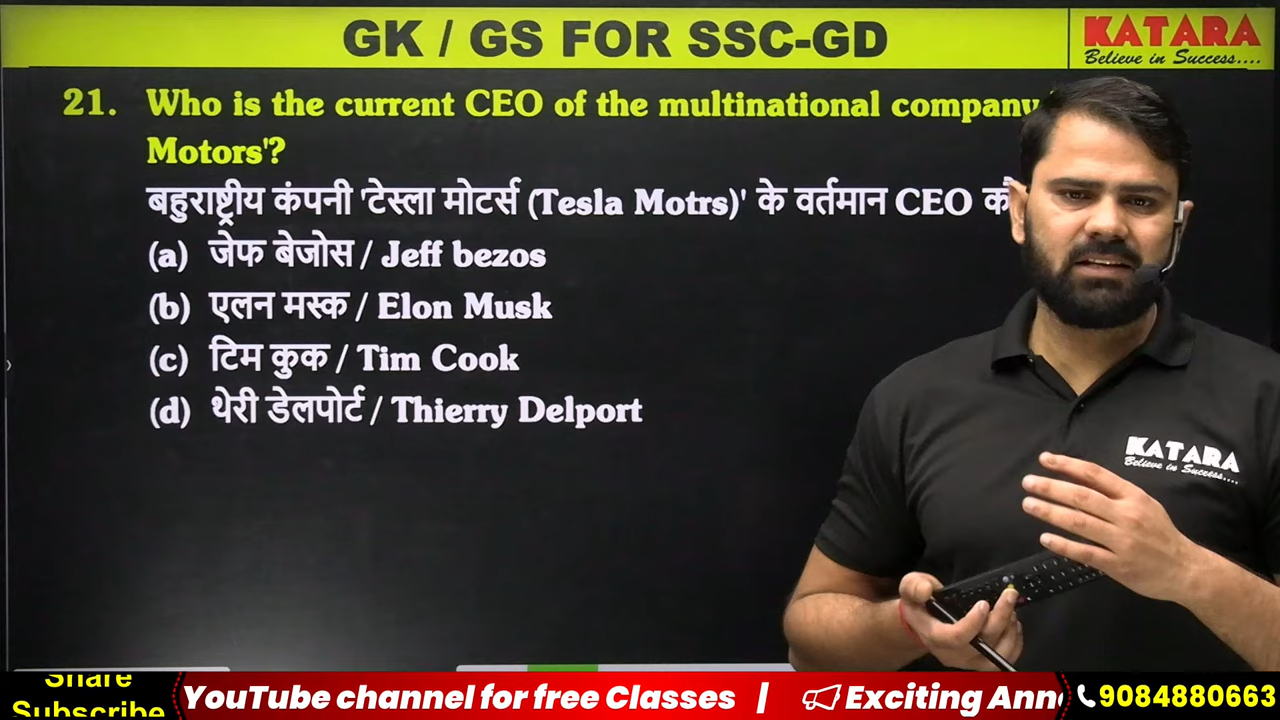 GK / GS FOR SSC-GD
KATARA
Believe in Success....
21. Who is the current CEO of the multinational company
Motors'?
बहुराष्ट्रीय कंपनी 'टेस्ला मोटर्स (Tesla Motrs)' के वर्तमान CEO
(a) जेफ बेजोस / Jeff bezos
(b) एलन मस्क / Elon Musk
(c) टिम कुक / Tim Cook
(d) थेरी डेलपोर्ट / Thierry Delport
KATARA
Believe in Success....
Share
Subscribe
YouTube channel for free Classes | Exciting
9084880663